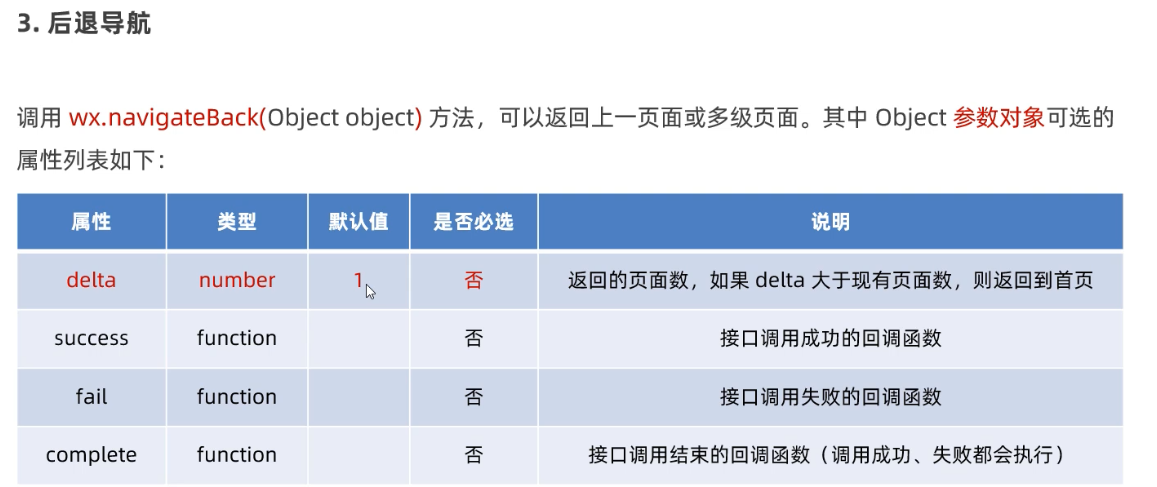 3. 后退导航
调用 wx.navigateBack(Object object) 方法，可以返回上一页面或多级页面。其中 Object 参数对象可选的
属性列表如下：
属性 类型 默认值 是否必选 说明
delta number 1 否 返回的页面数，如果 delta 大于现有页面数，则返回到首页
success function 否 接口调用成功的回调函数
fail function 否 接口调用失败的回调函数
complete function 否 接口调用结束的回调函数（调用成功、失败都会执行）